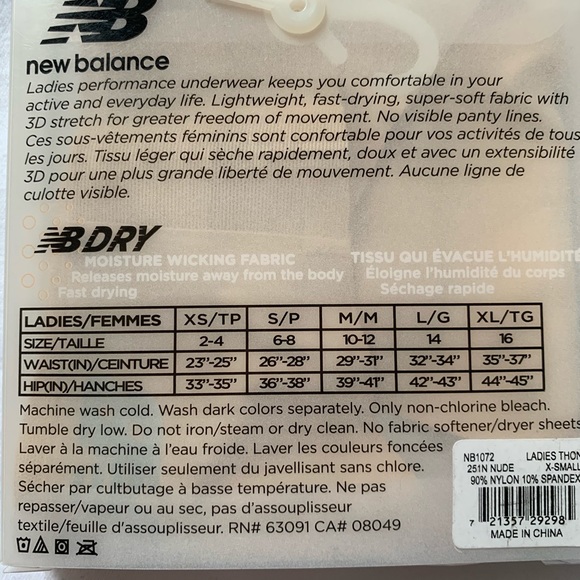 NB
new balance
Ladies performance underwear keeps you comfortable in your
active and everyday life. Lightweight, fast-drying, super-soft fabric with
3D stretch for greater freedom of movement. No visible panty lines.
Ces sous-vêtements féminins sont confortable pour vos activités de tous
les jours. Tissu léger qui sèche rapidement, doux et avec un extensibilité
3D pour une plus grande liberté de mouvement. Aucune ligne de
culotte visible.
NB DRY
MOISTURE WICKING FABRIC
Releases moisture away from the body
Fast drying
TISSU QUI ÉVACUE L'HUMIDITÉ
Éloigne l'humidité du corps
Séchage rapide
LADIES/FEMMES XS/TP S/P M/M L/G XL/TG
SIZE/TAILLE 2-4 6-8 10-12 14 16
WAIST(IN)/CEINTURE 23"-25" 26"-28" 29"-31" 32"-34" 35"-37"
HIP(IN)/HANCHES 33"-35" 36"-38" 39"-41" 42"-43" 44"-45"
Machine wash cold. Wash dark colors separately. Only non-chlorine bleach.
Tumble dry low. Do not iron/steam or dry clean. No fabric softener/dryer sheets
Laver à la machine à l'eau froide. Laver les couleurs foncées
séparément. Utiliser seulement du javellisant sans chlore.
Sécher par cultbutage à basse température. Ne pas
repasser/vapeur ou au sec, pas d'assouplisseur
textile/feuille d'assouplisseur. RN# 63091 CA# 08049
NB1072 LADIES THON
251N NUDE X-SMALL
90% NYLON 10% SPANDEX
7 21357 29298
MADE IN CHINA